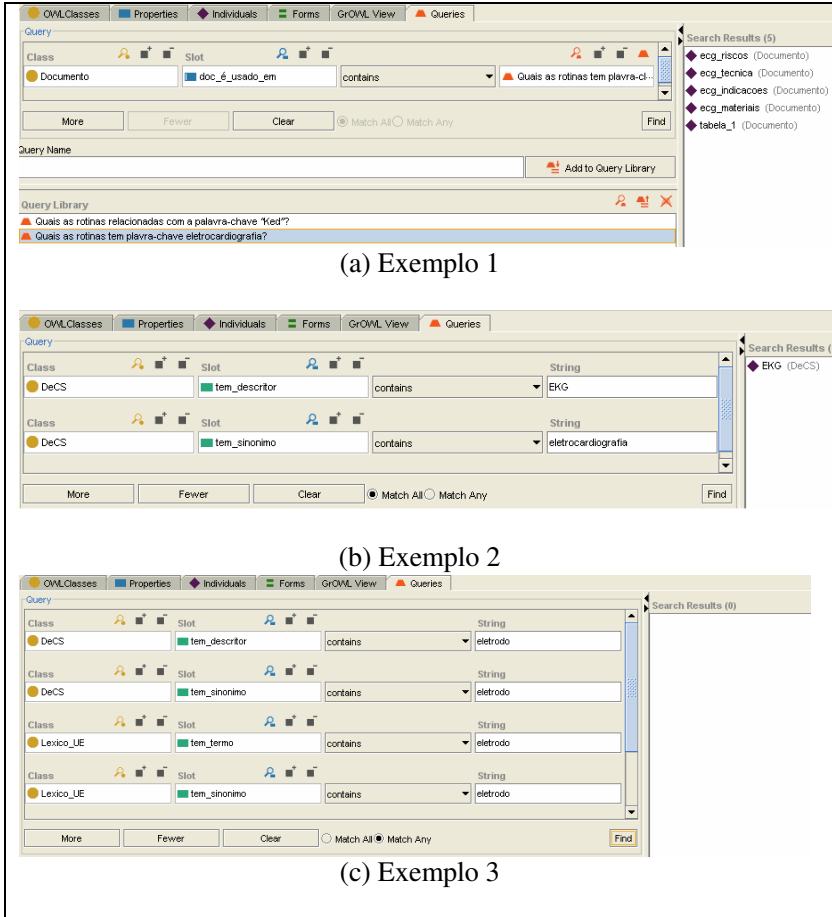 OWLClasses Properties Individuals Forms GrOWL View Queries
Query
Class Slot
Documento doc_é_usado_em contains Quais as rotinas tem plavra-cl...
More Fewer Clear Match All Match Any Find
Query Name
Add to Query Library
Query Library
Quais as rotinas relacionadas com a palavra-chave "Ked"?
Quais as rotinas tem plavra-chave eletrocardiografia?
Search Results (5)
ecg_riscos (Documento)
ecg_tecnica (Documento)
ecg_indicacoes (Documento)
ecg_materiais (Documento)
tabela_1 (Documento)
(a) Exemplo 1
OWLClasses Properties Individuals Forms GrOWL View Queries
Query
Class Slot String
DeCS tem_descritor contains EKG
Class Slot String
DeCS tem_sinonimo contains eletrocardiografia
More Fewer Clear Match All Match Any Find
Search Results (
EKG (DeCS)
(b) Exemplo 2
OWLClasses Properties Individuals Forms GrOWL View Queries
Query
Class Slot String
DeCS tem_descritor contains eletrodo
Class Slot String
DeCS tem_sinonimo contains eletrodo
Class Slot String
Lexico_UE tem_termo contains eletrodo
Class Slot String
Lexico_UE tem_sinonimo contains eletrodo
More Fewer Clear Match All Match Any Find
Search Results (0)
(c) Exemplo 3